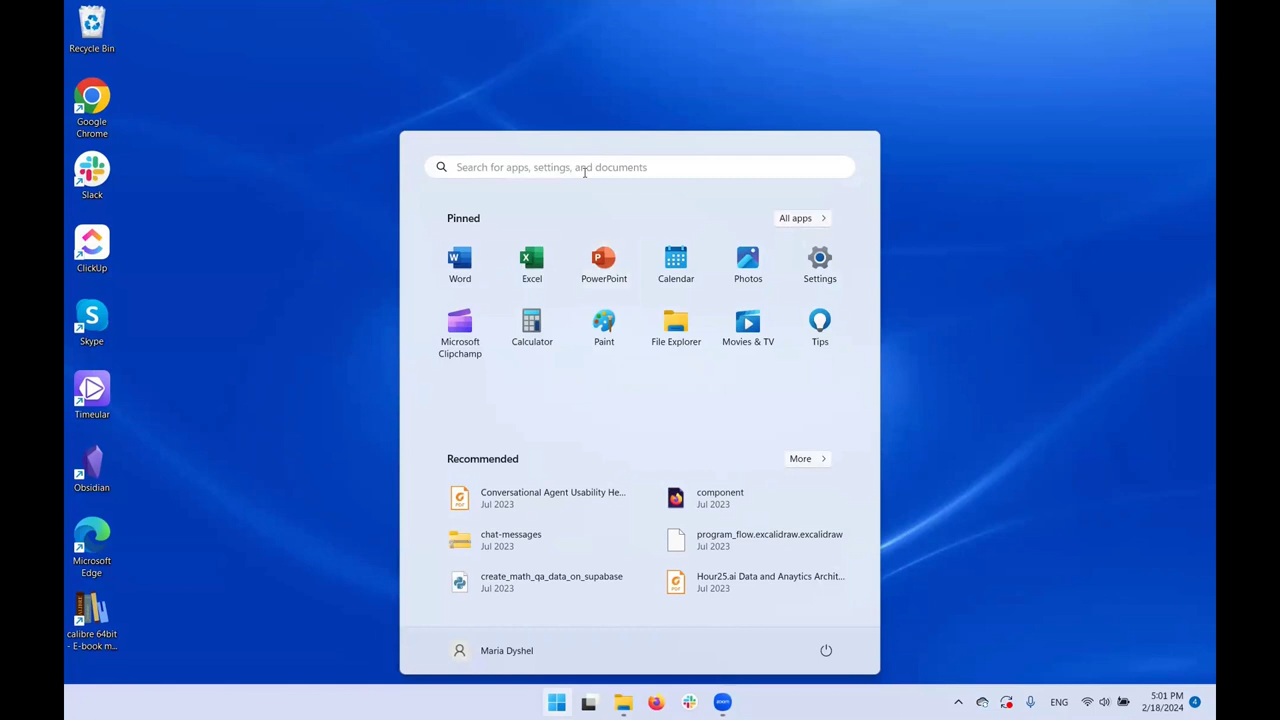 Recycle Bin
Google
Chrome
Slack
ClickUp
Skype
Timeular
Obsidian
Microsoft
Edge
calibre 64bit
- E-book m...
Search for apps, settings, and documents
Pinned
All apps
Word
Excel
PowerPoint
Calendar
Photos
Settings
Microsoft
Clipchamp
Calculator
Paint
File Explorer
Movies & TV
Tips
Recommended
More
Conversational Agent Usability He...
Jul 2023
component
Jul 2023
chat-messages
Jul 2023
program_flow.excalidraw.excalidraw
Jul 2023
create_math_qa_data_on_supabase
Jul 2023
Hour25.ai Data and Anaytics Archit...
Jul 2023
Maria Dyshel
ENG
5:01 PM
2/18/2024
4